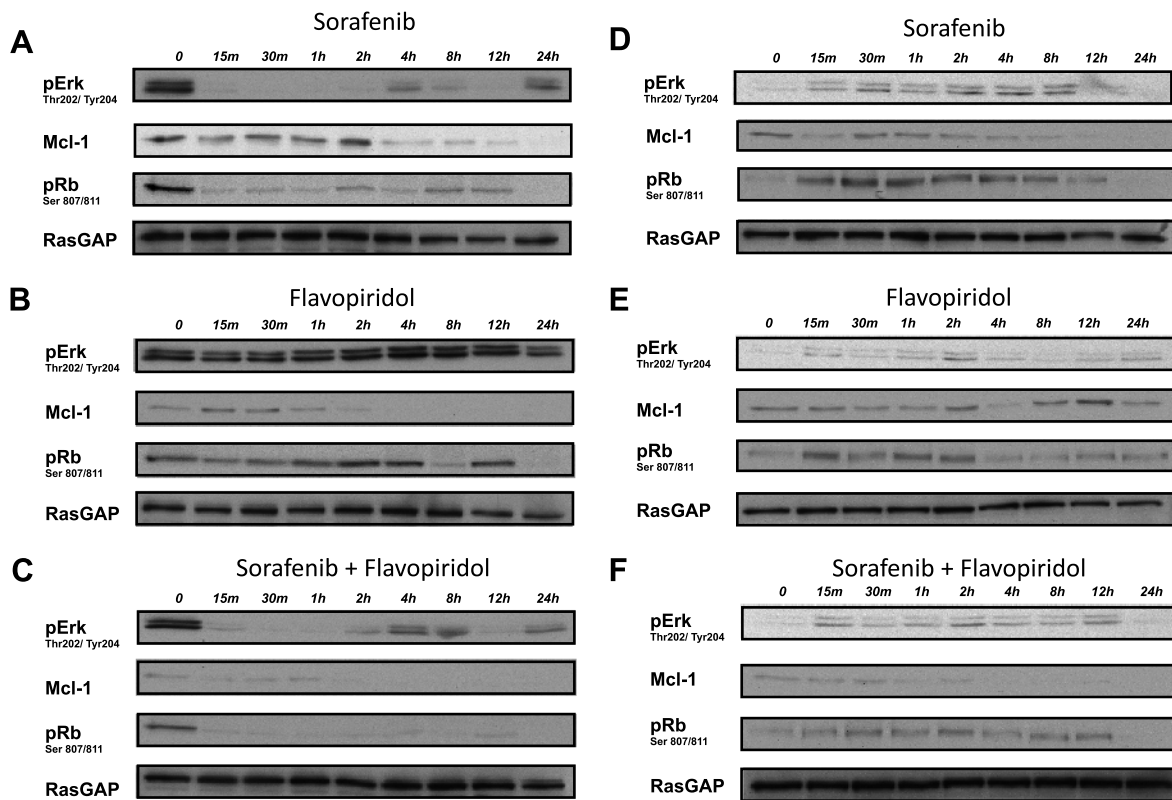 A
Sorafenib
0 15m 30m 1h 2h 4h 8h 12h 24h
pErk
Thr202/ Tyr204
Mcl-1
pRb
Ser 807/811
RasGAP
B
Flavopiridol
0 15m 30m 1h 2h 4h 8h 12h 24h
pErk
Thr202/ Tyr204
Mcl-1
pRb
Ser 807/811
RasGAP
C
Sorafenib + Flavopiridol
0 15m 30m 1h 2h 4h 8h 12h 24h
pErk
Thr202/ Tyr204
Mcl-1
pRb
Ser 807/811
RasGAP
D
Sorafenib
0 15m 30m 1h 2h 4h 8h 12h 24h
pErk
Thr202/ Tyr204
Mcl-1
pRb
Ser 807/811
RasGAP
E
Flavopiridol
0 15m 30m 1h 2h 4h 8h 12h 24h
pErk
Thr202/ Tyr204
Mcl-1
pRb
Ser 807/811
RasGAP
F
Sorafenib + Flavopiridol
0 15m 30m 1h 2h 4h 8h 12h 24h
pErk
Thr202/ Tyr204
Mcl-1
pRb
Ser 807/811
RasGAP